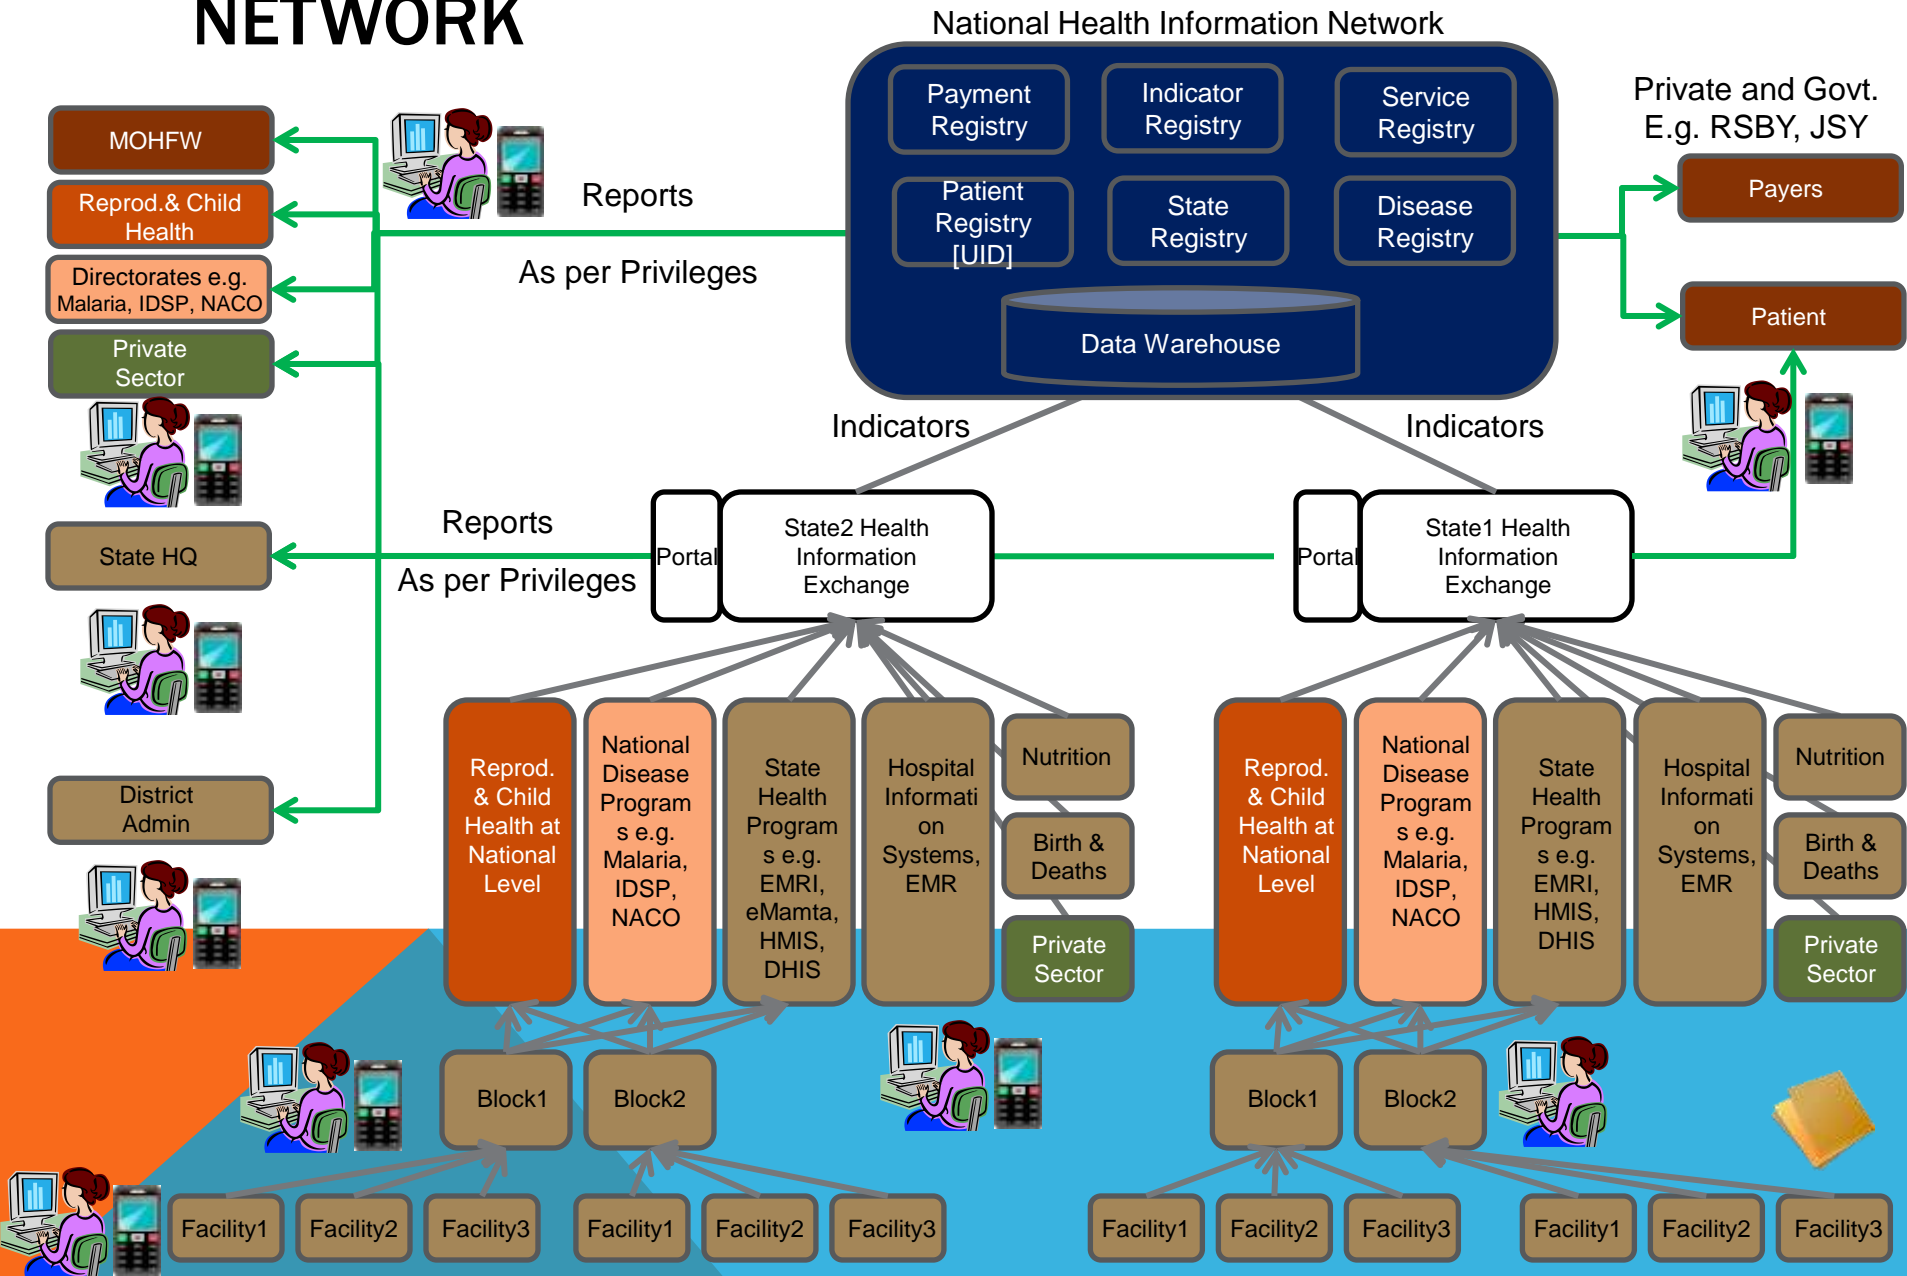 NETWORK
National Health Information Network
Payment
Registry
Indicator
Registry
Service
Registry
Patient
Registry
[UID]
State
Registry
Disease
Registry
Data Warehouse
Private and Govt.
E.g. RSBY, JSY
Payers
Patient
MOHFW
Reprod.& Child
Health
Directorates e.g.
Malaria, IDSP, NACO
Private
Sector
State HQ
District
Admin
Reports
As per Privileges
Indicators
Indicators
Reports
As per Privileges
Portal
State2 Health
Information
Exchange
Portal
State1 Health
Information
Exchange
Reprod.
& Child
Health at
National
Level
National
Disease
Program
s e.g.
Malaria,
IDSP,
NACO
State
Health
Program
s e.g.
EMRI,
eMamta,
HMIS,
DHIS
Hospital
Informati
on
Systems,
EMR
Nutrition
Birth &
Deaths
Private
Sector
Reprod.
& Child
Health at
National
Level
National
Disease
Program
s e.g.
Malaria,
IDSP,
NACO
State
Health
Program
s e.g.
EMRI,
HMIS,
DHIS
Hospital
Informati
on
Systems,
EMR
Nutrition
Birth &
Deaths
Private
Sector
Block1
Block2
Block1
Block2
Facility1
Facility2
Facility3
Facility1
Facility2
Facility3
Facility1
Facility2
Facility3
Facility1
Facility2
Facility3